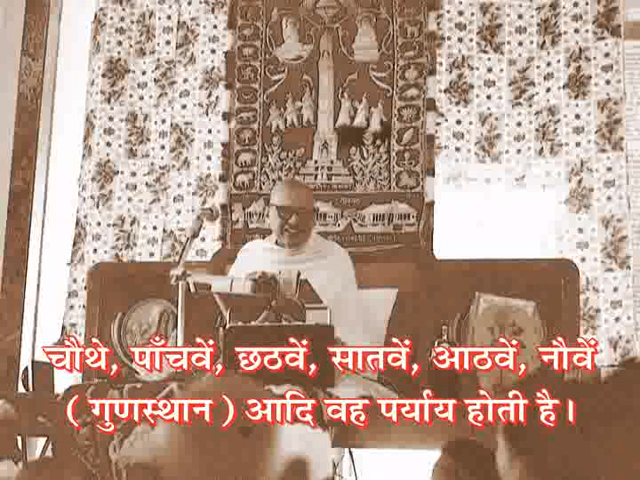 चौथे, पाँचवें, छठवें, सातवें, आठवें, नौवें
( गुणस्थान ) आदि वह पर्याय होती है।